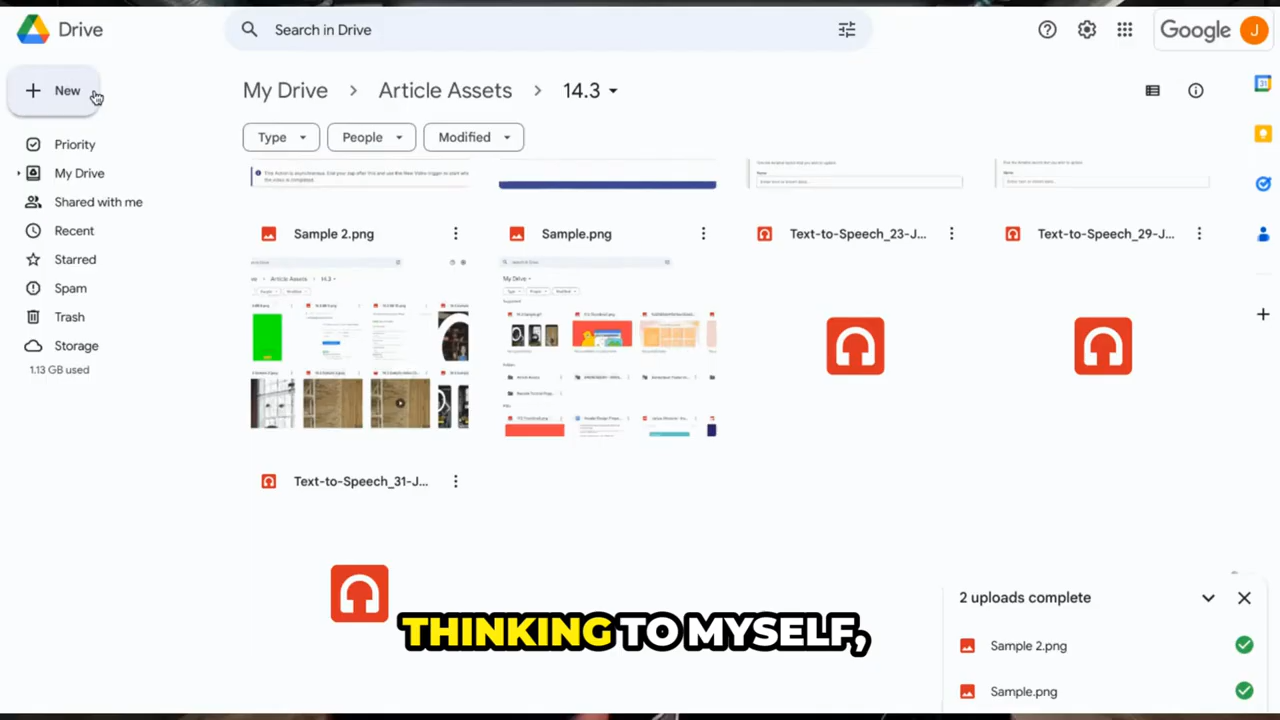 Drive
Search in Drive
Google
J
New
My Drive > Article Assets > 14.3
31
Type
People
Modified
Priority
My Drive
Shared with me
Recent
Starred
Spam
Trash
Storage
1.13 GB used
Sample 2.png
Sample.png
Text-to-Speech_23-J...
Text-to-Speech_29-J...
Text-to-Speech_31-J...
THINKING TO MYSELF,
2 uploads complete
Sample 2.png
Sample.png